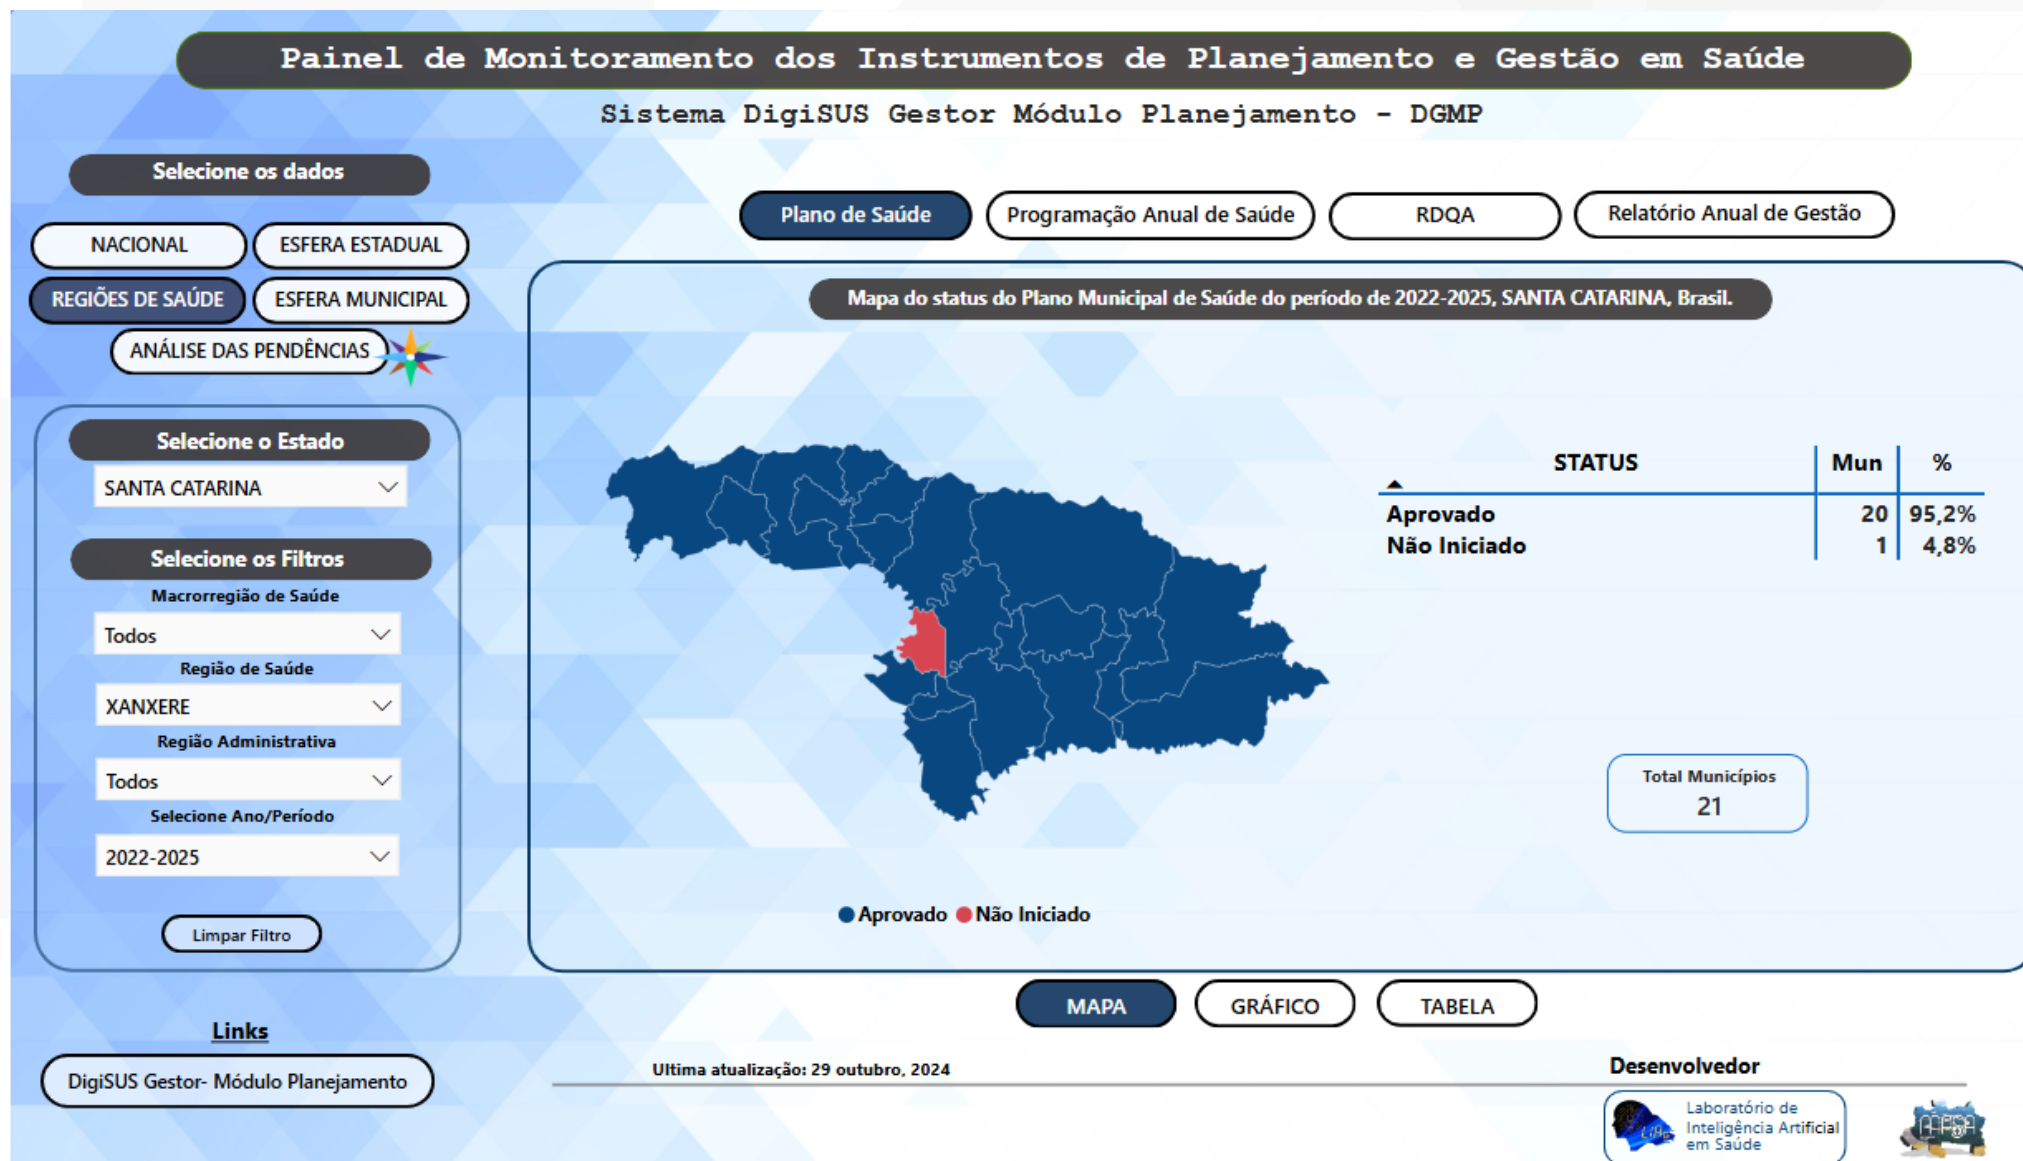 Painel de Monitoramento dos Instrumentos de Planejamento e Gestão em Saúde
Sistema DigiSUS Gestor Módulo Planejamento - DGMP
Selecione os dados
NACIONAL
ESFERA ESTADUAL
REGIÕES DE SAÚDE
ESFERA MUNICIPAL
ANÁLISE DAS PENDÊNCIAS
Selecione o Estado
SANTA CATARINA
Selecione os Filtros
Macrorregião de Saúde
Todos
Região de Saúde
XANXERE
Região Administrativa
Todos
Selecione Ano/Período
2022-2025
Limpar Filtro
Links
DigiSUS Gestor- Módulo Planejamento
Plano de Saúde
Programação Anual de Saúde
RDQA
Relatório Anual de Gestão
Mapa do status do Plano Municipal de Saúde do período de 2022-2025, SANTA CATARINA, Brasil.
STATUS Mun %
Aprovado 20 95,2%
Não Iniciado 1 4,8%
Total Municípios
21
Aprovado Não Iniciado
MAPA
GRÁFICO
TABELA
Ultima atualização: 29 outubro, 2024
Desenvolvedor
LIAS
Laboratório de
Inteligência Artificial
em Saúde